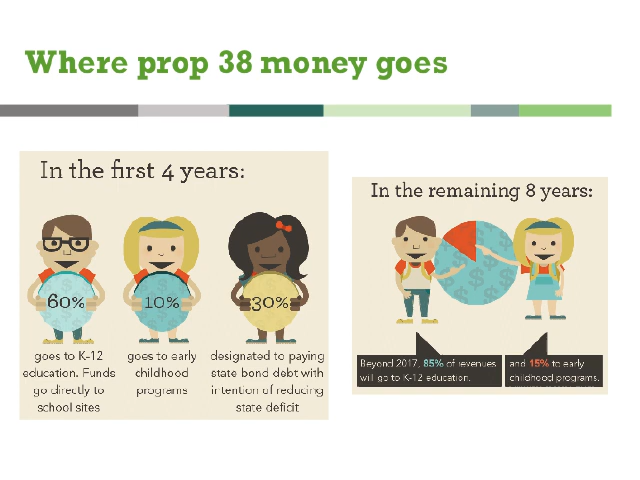 Where prop 38 money goes
In the first 4 years:
60%
10%
30%
goes to K-12
education. Funds
go directly to
school sites
goes to early
childhood
programs
designated to paying
state bond debt with
intention of reducing
state deficit
In the remaining 8 years:
Beyond 2017, 85% of revenues
will go to K-12 education.
and 15% to early
childhood programs.